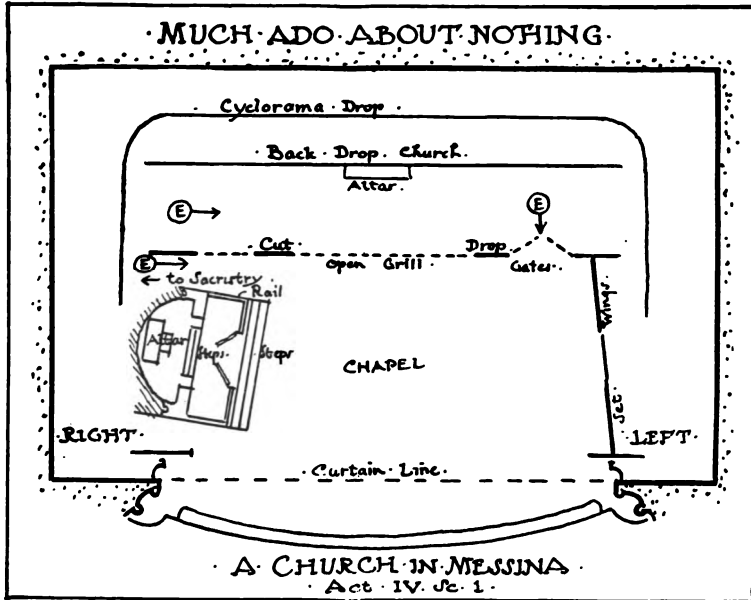 ·MUCH·ADO·ABOUT·NOTHING·
·Cyclorama·Drop·
·Back·Drop·Church·
Altar·
E
E
·Cut·
Drop·
E
Open·Grill
Gates·
← to Sacristry·
Rail
Wings
Altar
Steps·
Steps
CHAPEL
Set·
·RIGHT·
·LEFT·
·Curtain·Line·
·A·CHURCH·IN·MESSINA·
·Act·IV·Sc·1·